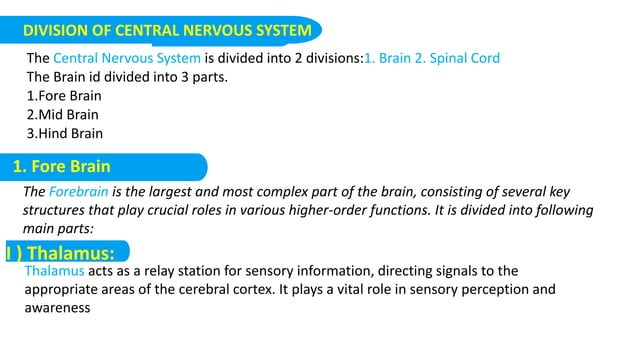 DIVISION OF CENTRAL NERVOUS SYSTEM
The Central Nervous System is divided into 2 divisions:1. Brain 2. Spinal Cord
The Brain id divided into 3 parts.
1.Fore Brain
2.Mid Brain
3.Hind Brain
1. Fore Brain
The Forebrain is the largest and most complex part of the brain, consisting of several key
structures that play crucial roles in various higher-order functions. It is divided into following
main parts:
I ) Thalamus:
Thalamus acts as a relay station for sensory information, directing signals to the
appropriate areas of the cerebral cortex. It plays a vital role in sensory perception and
awareness